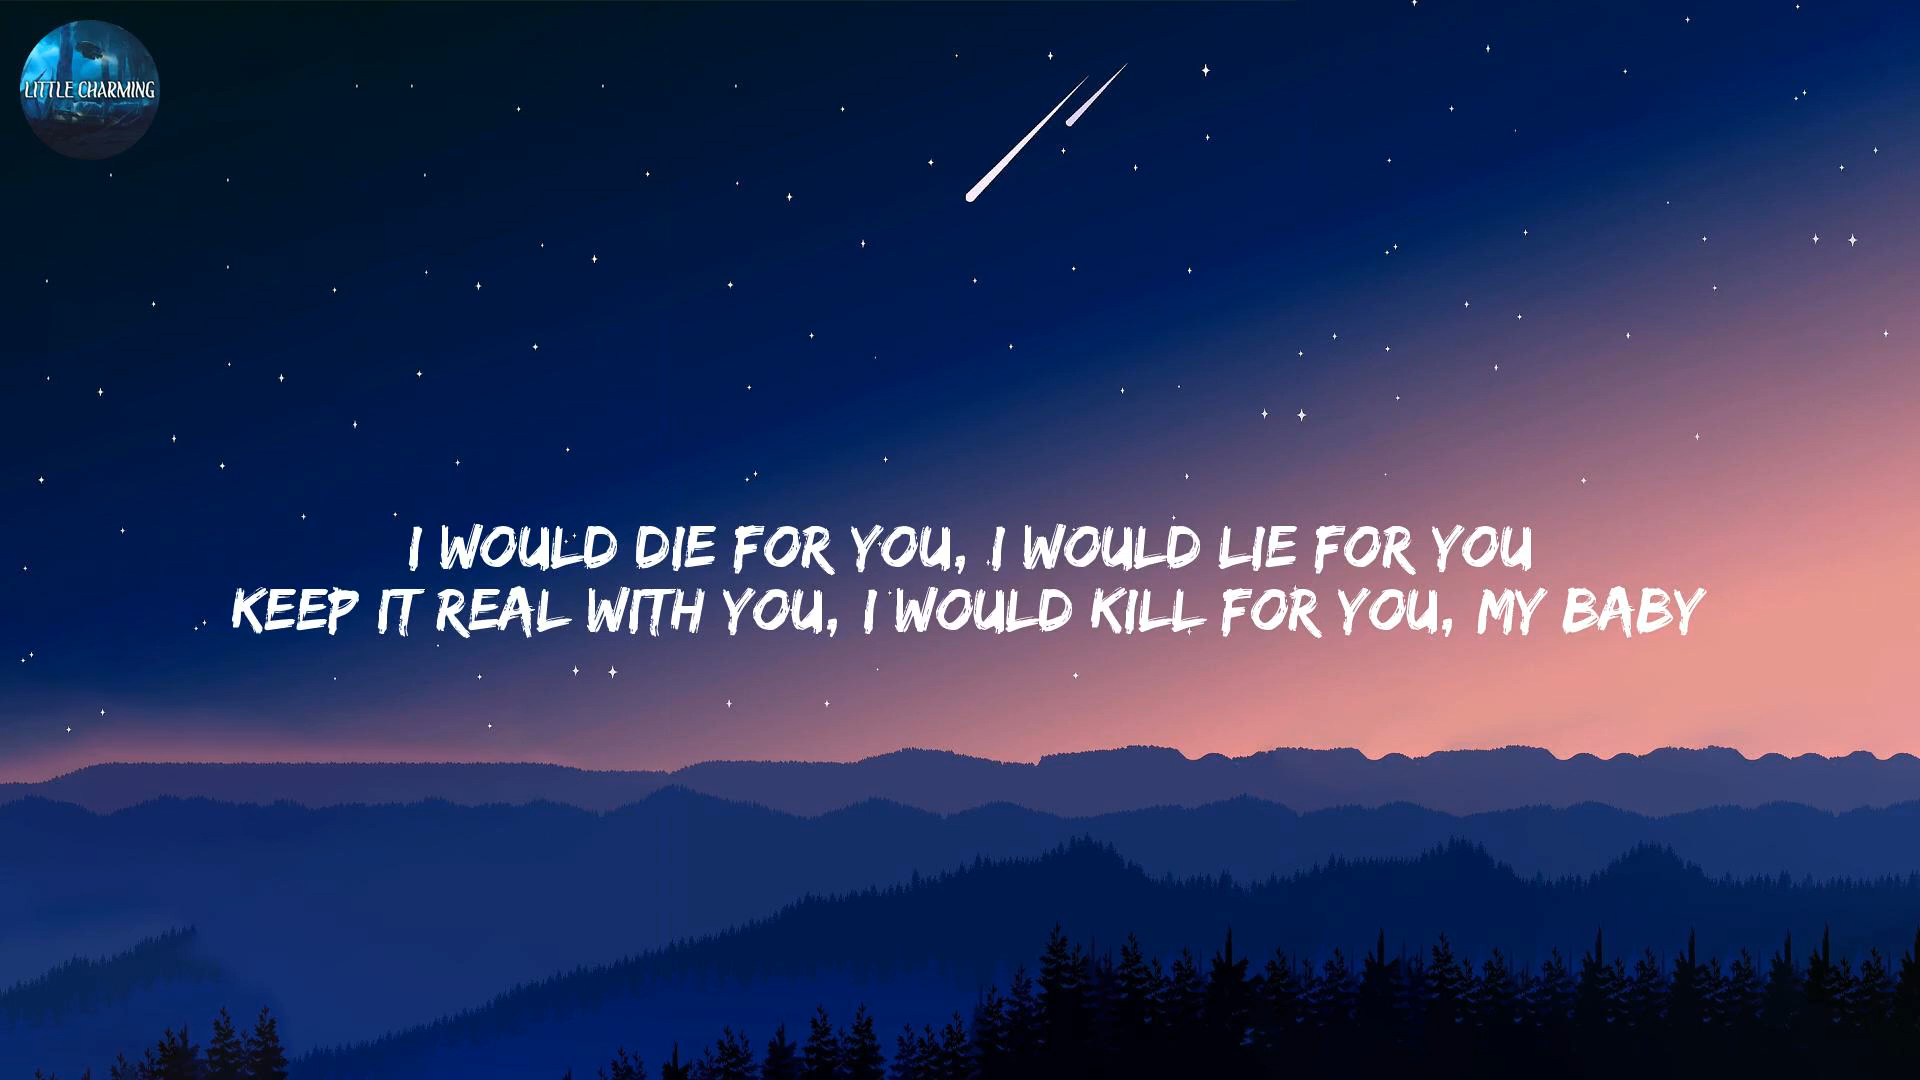 LITTLE CHARMING
I WOULD DIE FOR YOU, I WOULD LIE FOR YOU
KEEP IT REAL WITH YOU, I WOULD KILL FOR YOU, MY BABY